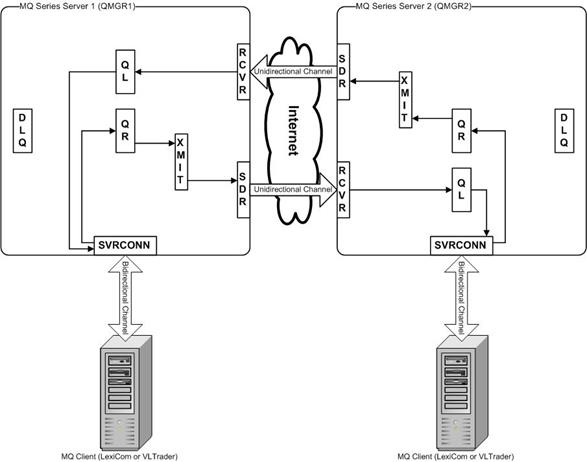 MQ Series Server 1 (QMGR1)
MQ Series Server 2 (QMGR2)
QL
RCVR
Unidirectional Channel
SDR
XMIT
DLQ
QR
XMIT
SDR
Internet
Unidirectional Channel
RCVR
QR
QL
DLQ
SVRCONN
SVRCONN
Bidirectional Channel
Bidirectional Channel
MQ Client (LexiCom or VLTrader)
MQ Client (LexiCom or VLTrader)